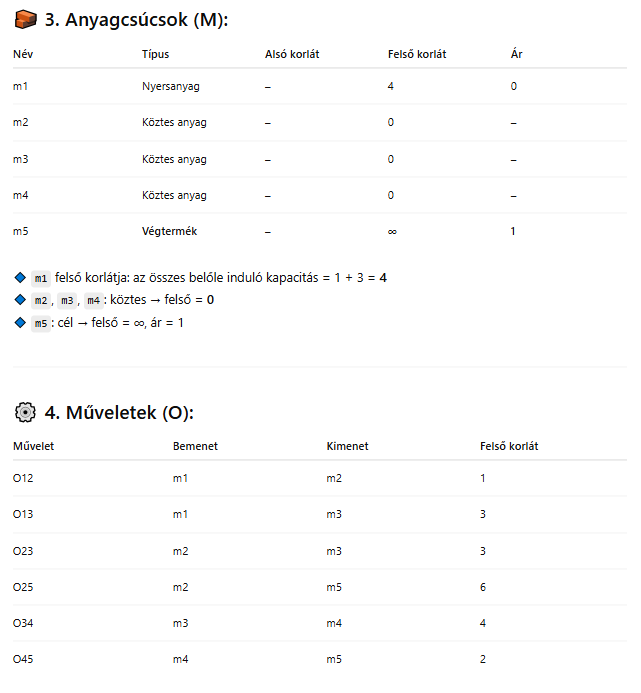 3. Anyagcsúcsok (M):
Név Típus Alsó korlát Felső korlát Ár
m1 Nyersanyag – 4 0
m2 Köztes anyag – 0 –
m3 Köztes anyag – 0 –
m4 Köztes anyag – 0 –
m5 Végtermék – ∞ 1
m1 felső korlátja: az összes belőle induló kapacitás = 1 + 3 = 4
m2, m3, m4: köztes → felső = 0
m5: cél → felső = ∞, ár = 1
4. Műveletek (O):
Művelet Bemenet Kimenet Felső korlát
O12 m1 m2 1
O13 m1 m3 3
O23 m2 m3 3
O25 m2 m5 6
O34 m3 m4 4
O45 m4 m5 2